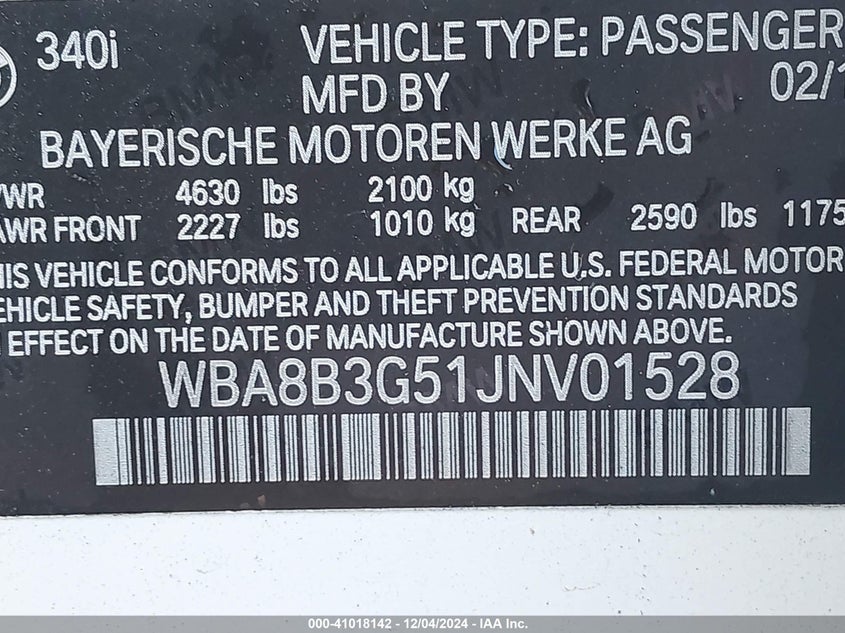 340i VEHICLE TYPE: PASSENGER
MFD BY 02/1
BAYERISCHE MOTOREN WERKE AG
VWR 4630 lbs 2100 kg
AWR FRONT 2227 lbs 1010 kg REAR 2590 lbs 1175
HIS VEHICLE CONFORMS TO ALL APPLICABLE U.S. FEDERAL MOTOR
EHICLE SAFETY, BUMPER AND THEFT PREVENTION STANDARDS
EFFECT ON THE DATE OF MANUFACTURE SHOWN ABOVE.
WBA8B3G51JNV01528
000-41018142 - 12/04/2024 - IAA Inc.